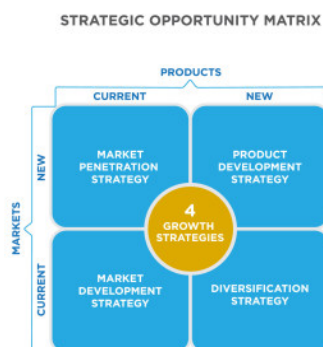 STRATEGIC OPPORTUNITY MATRIX
PRODUCTS
CURRENT
NEW
MARKETS
NEW
MARKET
PENETRATION
STRATEGY
PRODUCT
DEVELOPMENT
STRATEGY
4
GROWTH
STRATEGIES
CURRENT
MARKET
DEVELOPMENT
STRATEGY
DIVERSIFICATION
STRATEGY